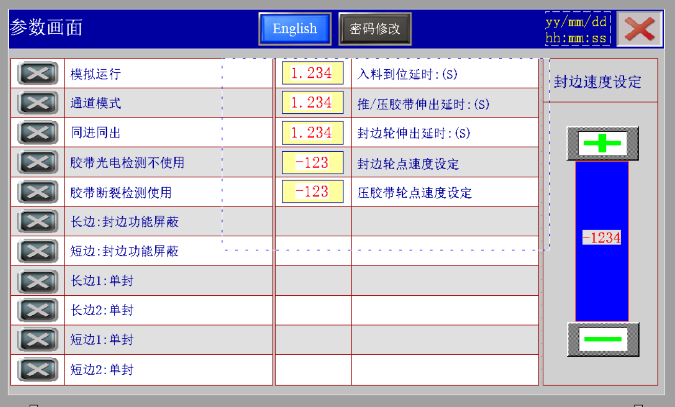 参数画面
English
密码修改
yy/mm/dd
hh:mm:ss
模拟运行
1.234
入料到位延时:(S)
通道模式
1.234
推/压胶带伸出延时:(S)
同进同出
1.234
封边轮伸出延时:(S)
胶带光电检测不使用
-123
封边轮点速度设定
胶带断裂检测使用
-123
压胶带轮点速度设定
长边:封边功能屏蔽
短边:封边功能屏蔽
长边1:单封
长边2:单封
短边1:单封
短边2:单封
封边速度设定
-1234